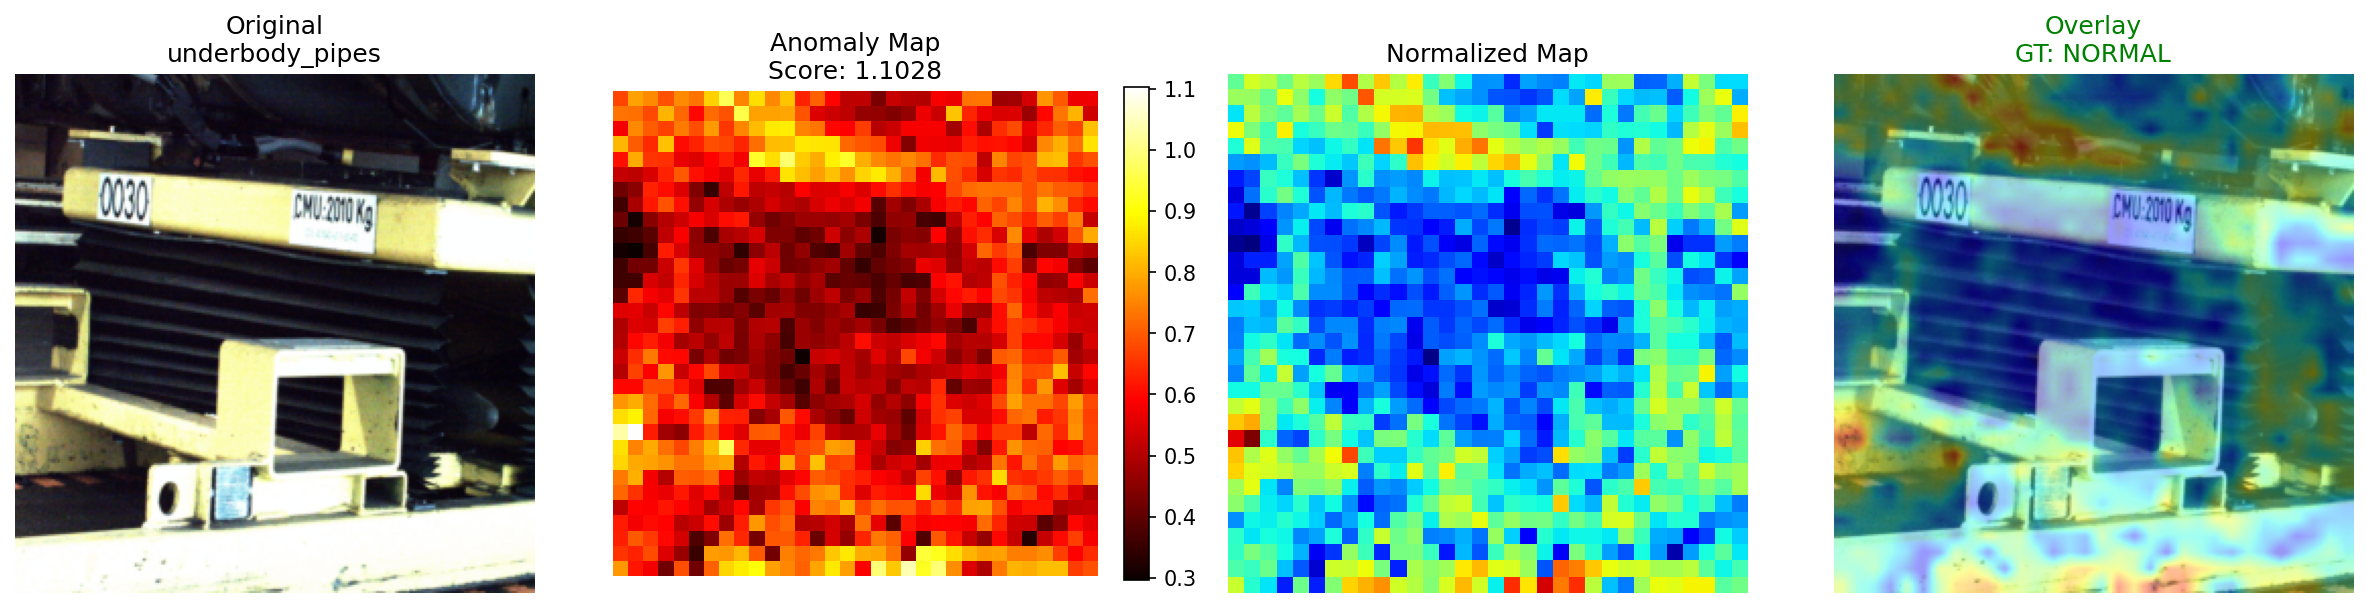 Original
underbody_pipes
Anomaly Map
Score: 1.1028
Normalized Map
Overlay
GT: NORMAL
0030
CMU:2010 Kg
1.1
1.0
0.9
0.8
0.7
0.6
0.5
0.4
0.3
0030
CMU:2010 Kg